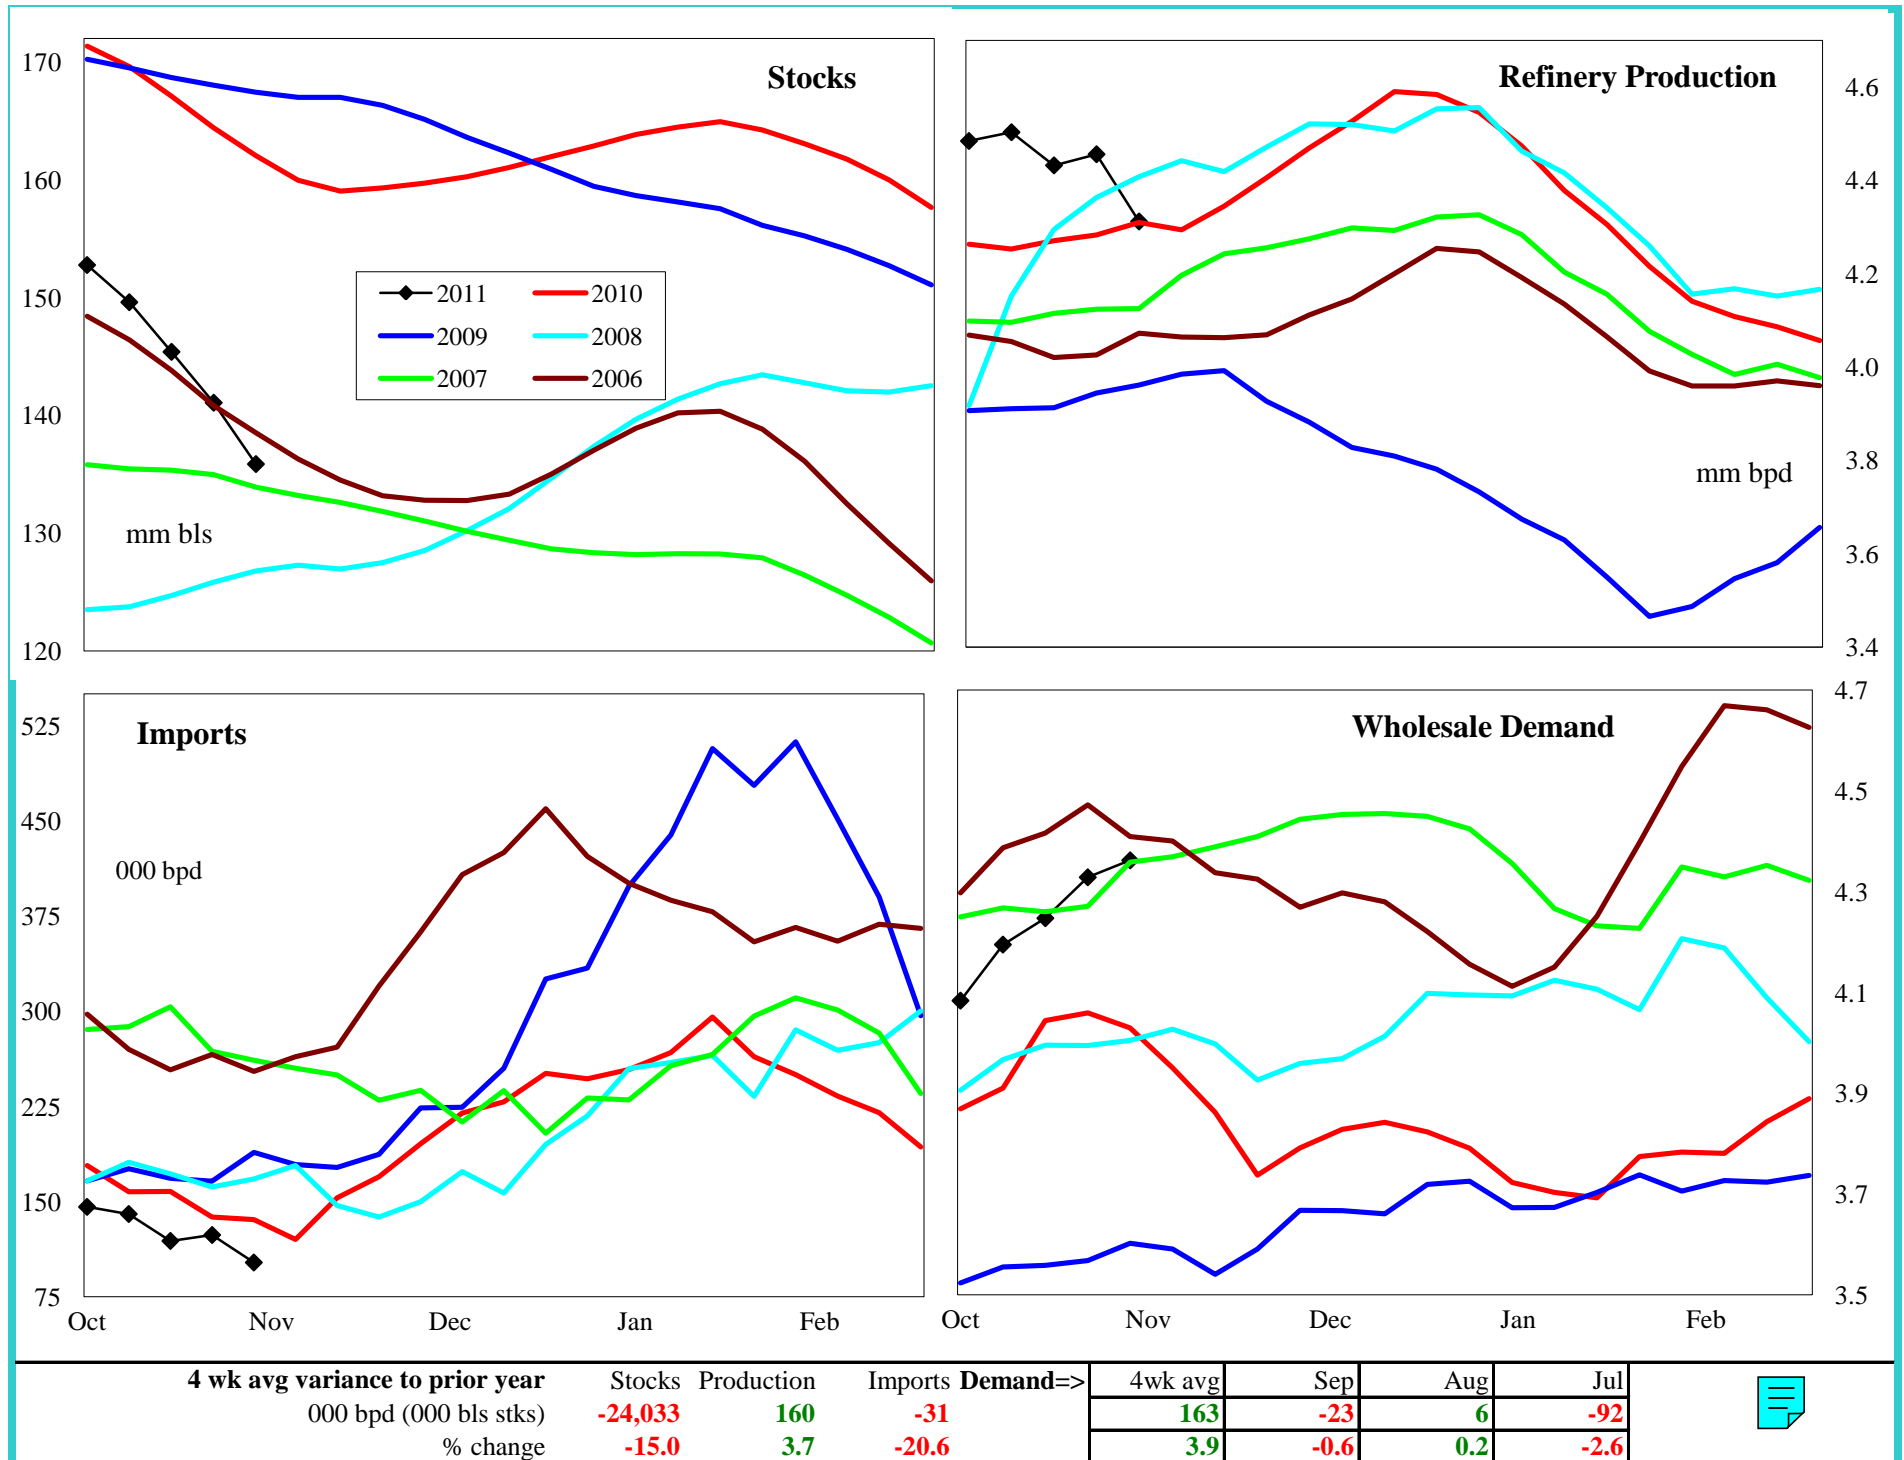 Stocks
170
160
150
140
130
120
mm bls
2011 2010
2009 2008
2007 2006
Refinery Production
4.6
4.4
4.2
4.0
3.8
3.6
3.4
mm bpd
Imports
525
450
375
300
225
150
75
000 bpd
Oct Nov Dec Jan Feb
Wholesale Demand
4.7
4.5
4.3
4.1
3.9
3.7
3.5
Oct Nov Dec Jan Feb
4 wk avg variance to prior year Stocks Production Imports Demand=> 4wk avg Sep Aug Jul
000 bpd (000 bls stks) -24,033 160 -31 163 -23 6 -92
% change -15.0 3.7 -20.6 3.9 -0.6 0.2 -2.6